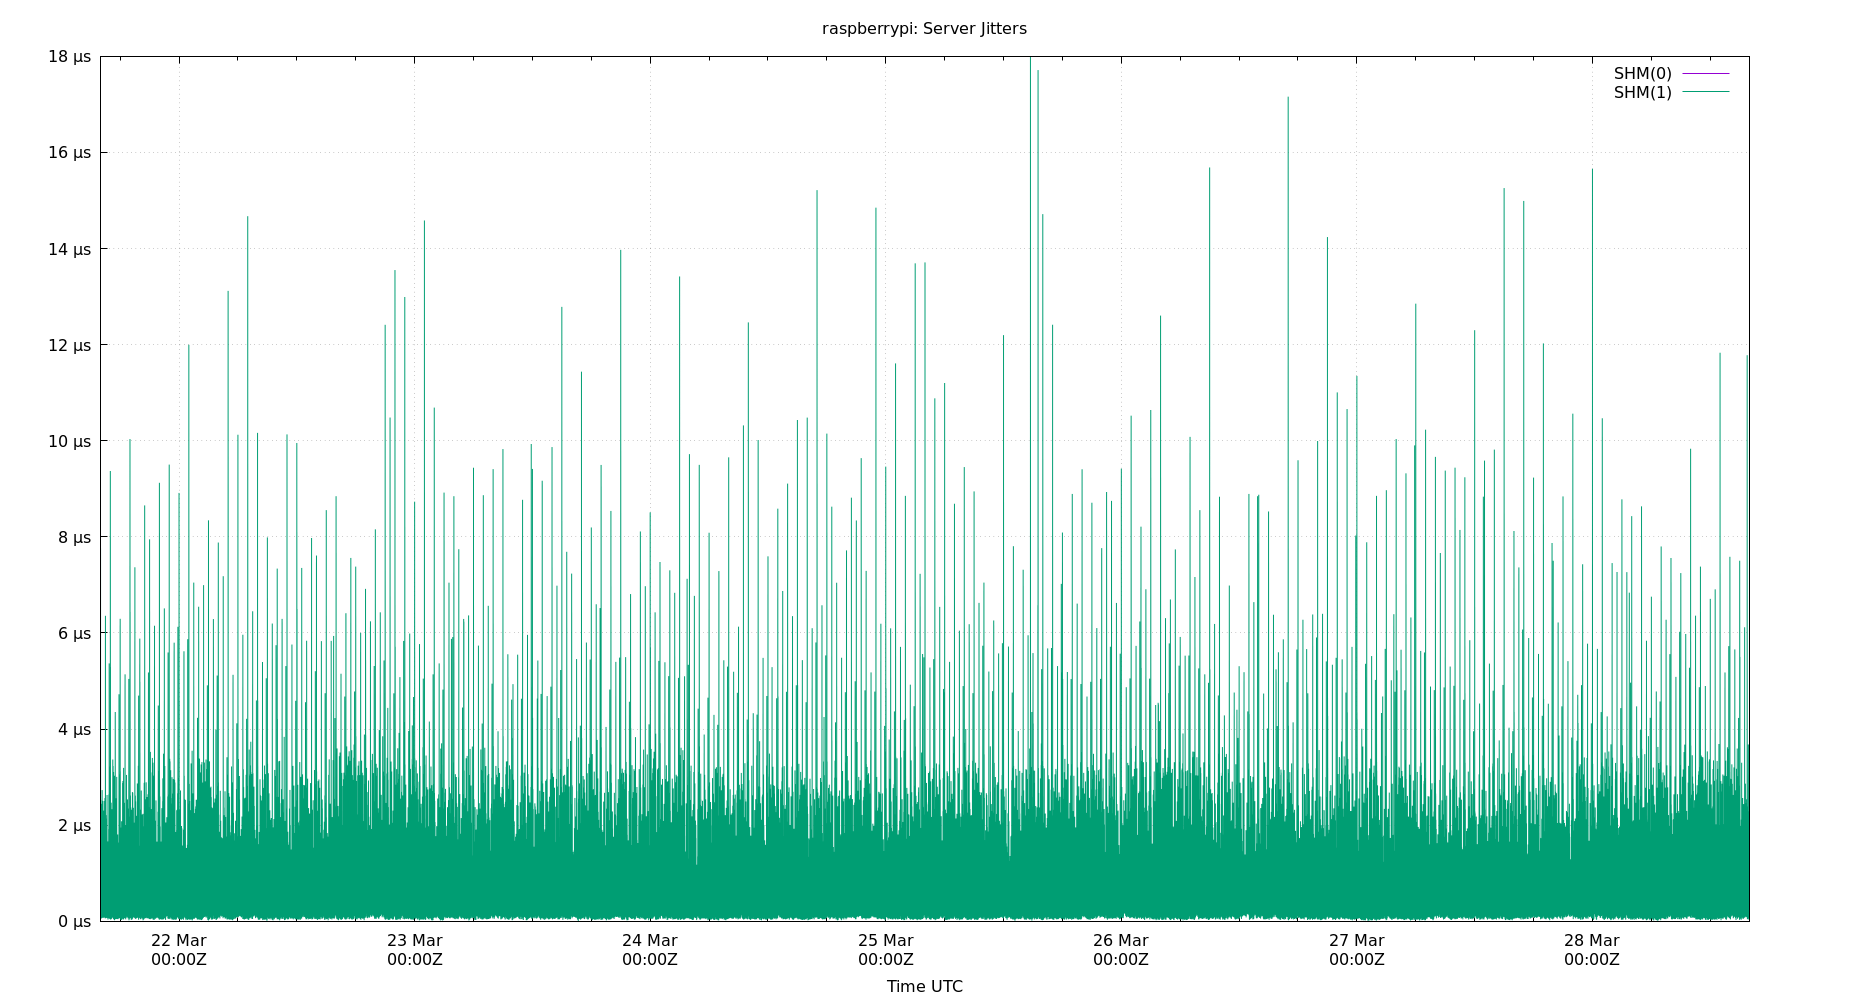 raspberrypi: Server Jitters
18 µs
16 µs
14 µs
12 µs
10 µs
8 µs
6 µs
4 µs
2 µs
0 µs
SHM(0)
SHM(1)
22 Mar 23 Mar 24 Mar 25 Mar 26 Mar 27 Mar 28 Mar
00:00Z 00:00Z 00:00Z 00:00Z 00:00Z 00:00Z 00:00Z
Time UTC